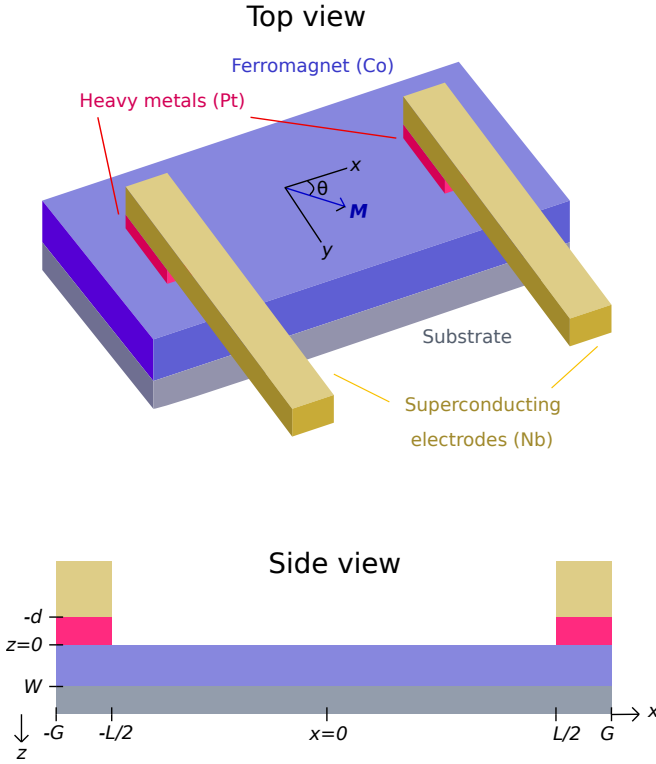 Top view
Ferromagnet (Co)
Heavy metals (Pt)
x
θ
M
y
Substrate
Superconducting
electrodes (Nb)
Side view
-d
z=0
W
x
-G
-L/2
x=0
L/2
G
z